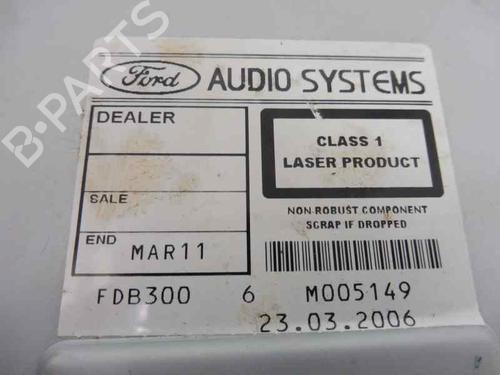 Ford AUDIO SYSTEMS
DEALER
SALE
END MAR11
CLASS 1
LASER PRODUCT
NON-ROBUST COMPONENT
SCRAP IF DROPPED
FDB300 6 M005149
23.03.2006
B-PARTS